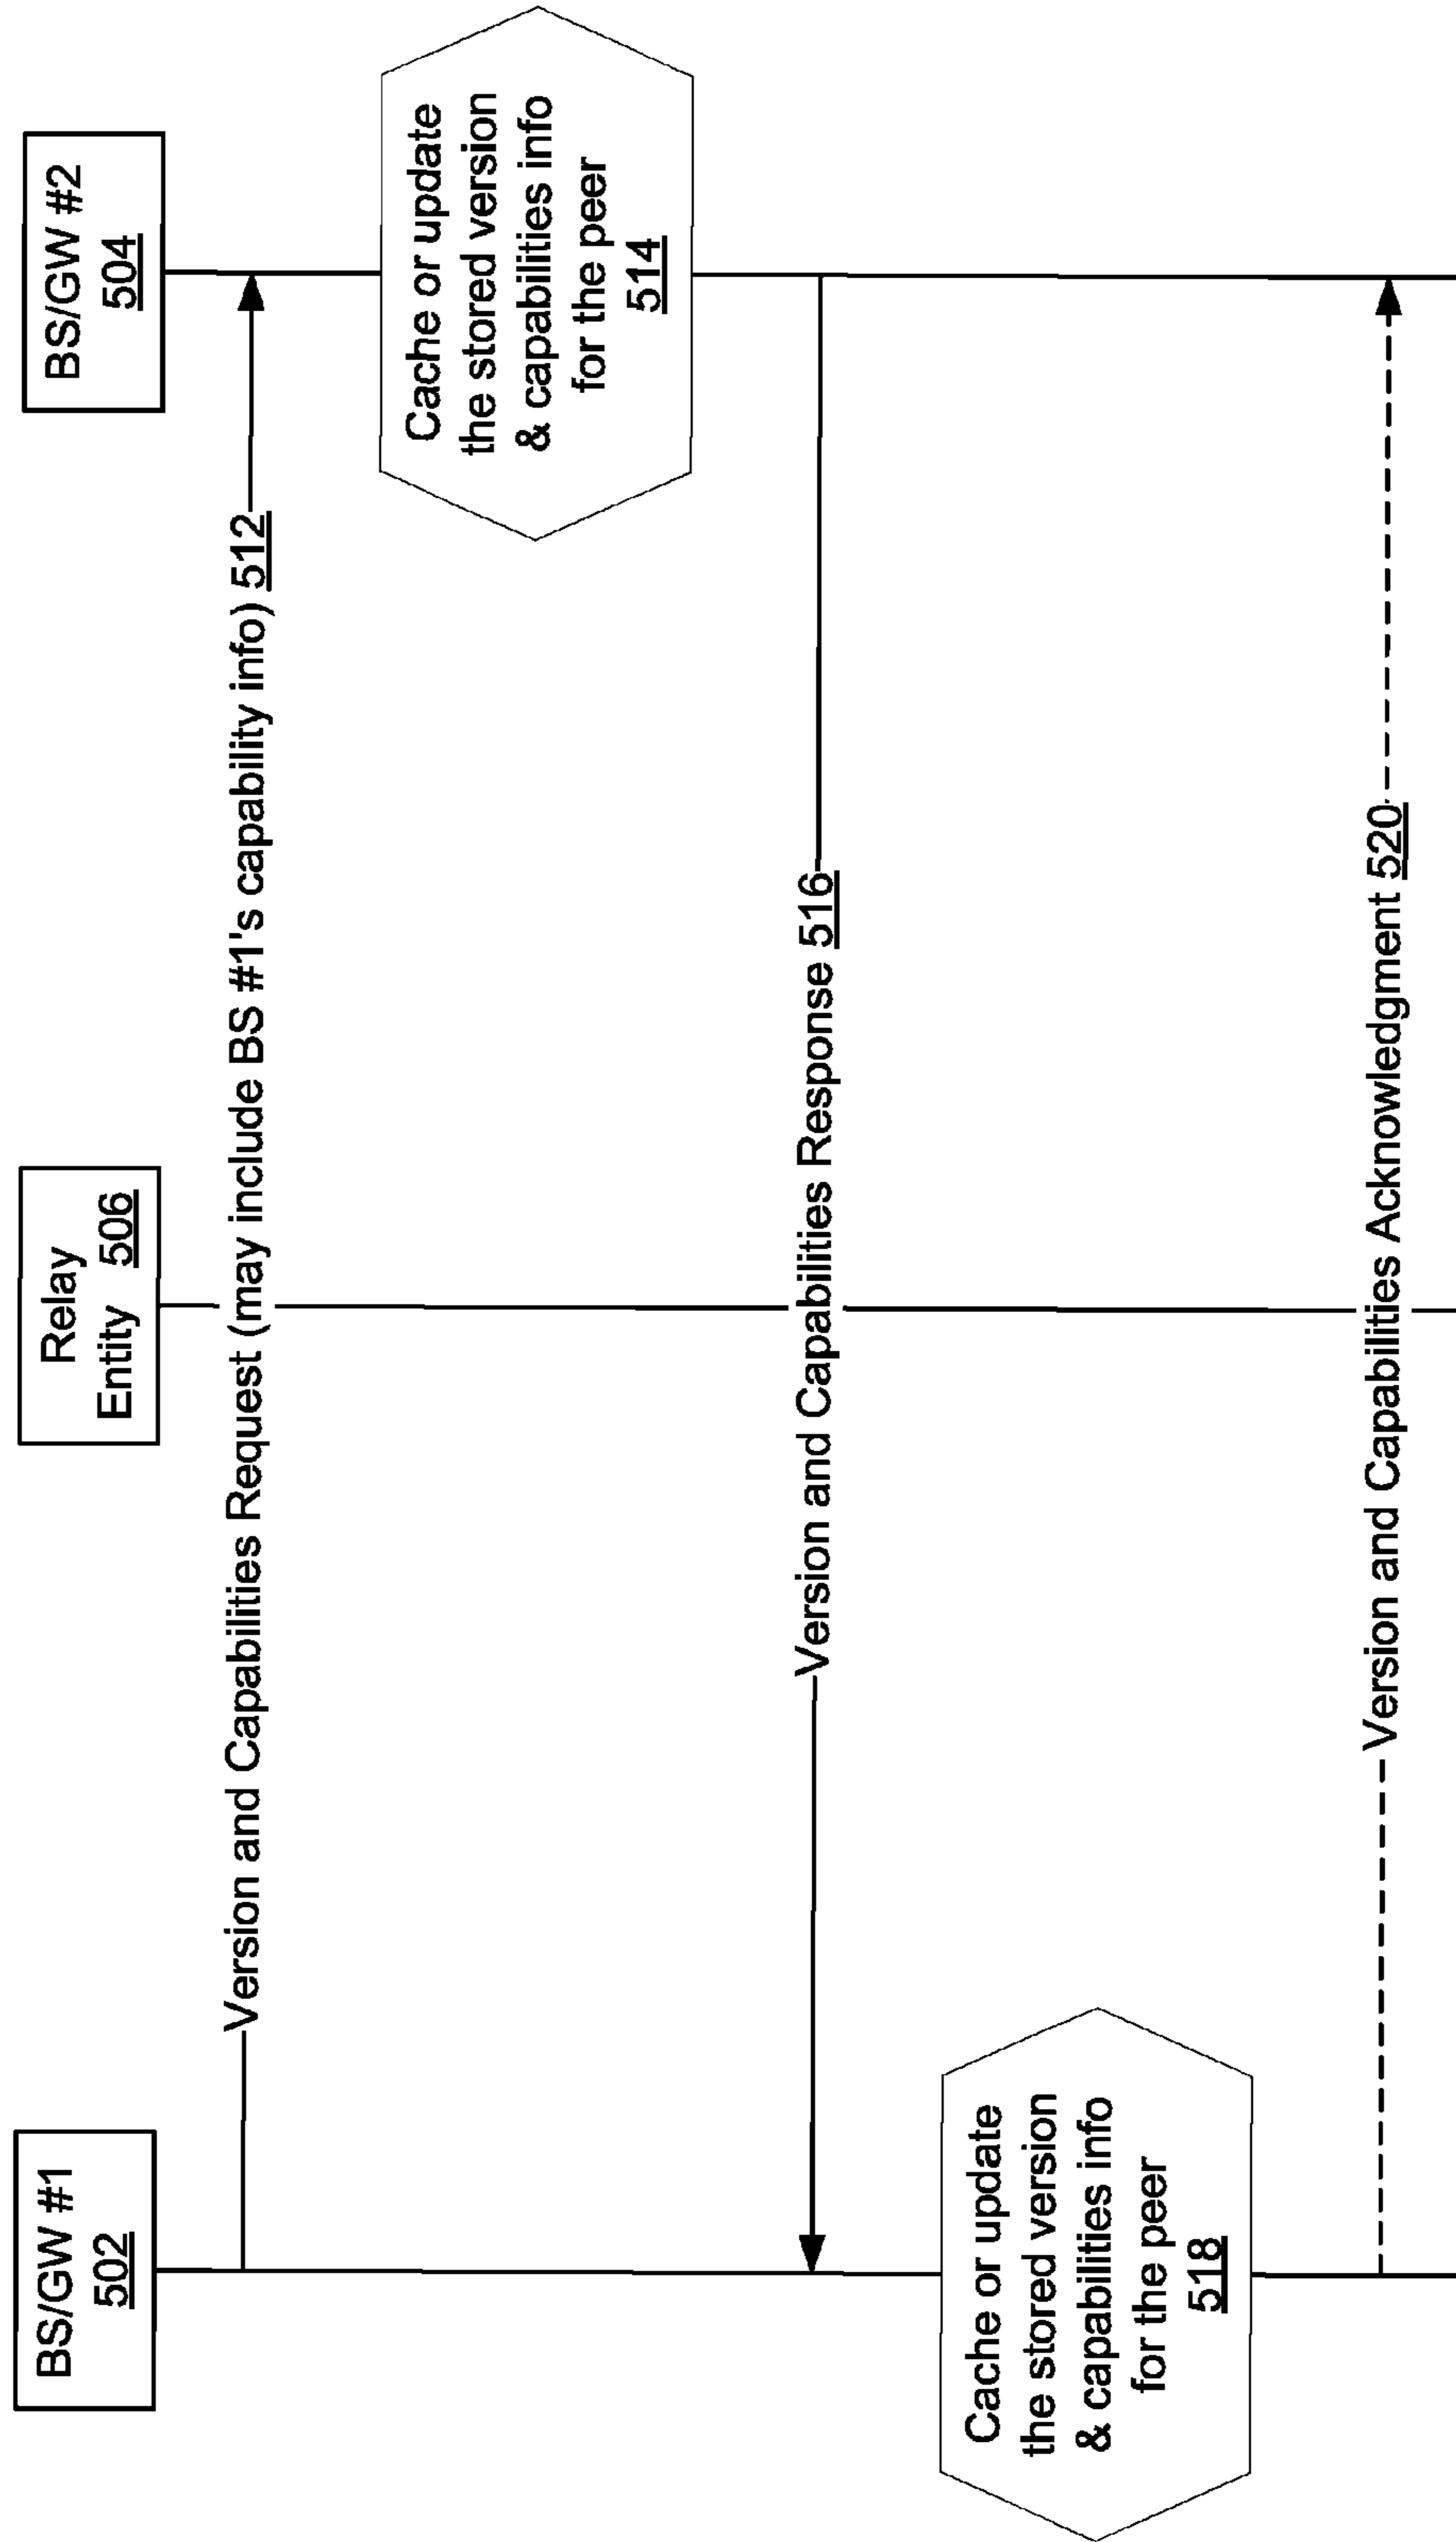 BS/GW #1
502
Relay
Entity 506
BS/GW #2
504
Version and Capabilities Request (may include BS #1's capability info) 512
Cache or update
the stored version
& capabilities info
for the peer
514
Version and Capabilities Response 516
Cache or update
the stored version
& capabilities info
for the peer
518
Version and Capabilities Acknowledgment 520